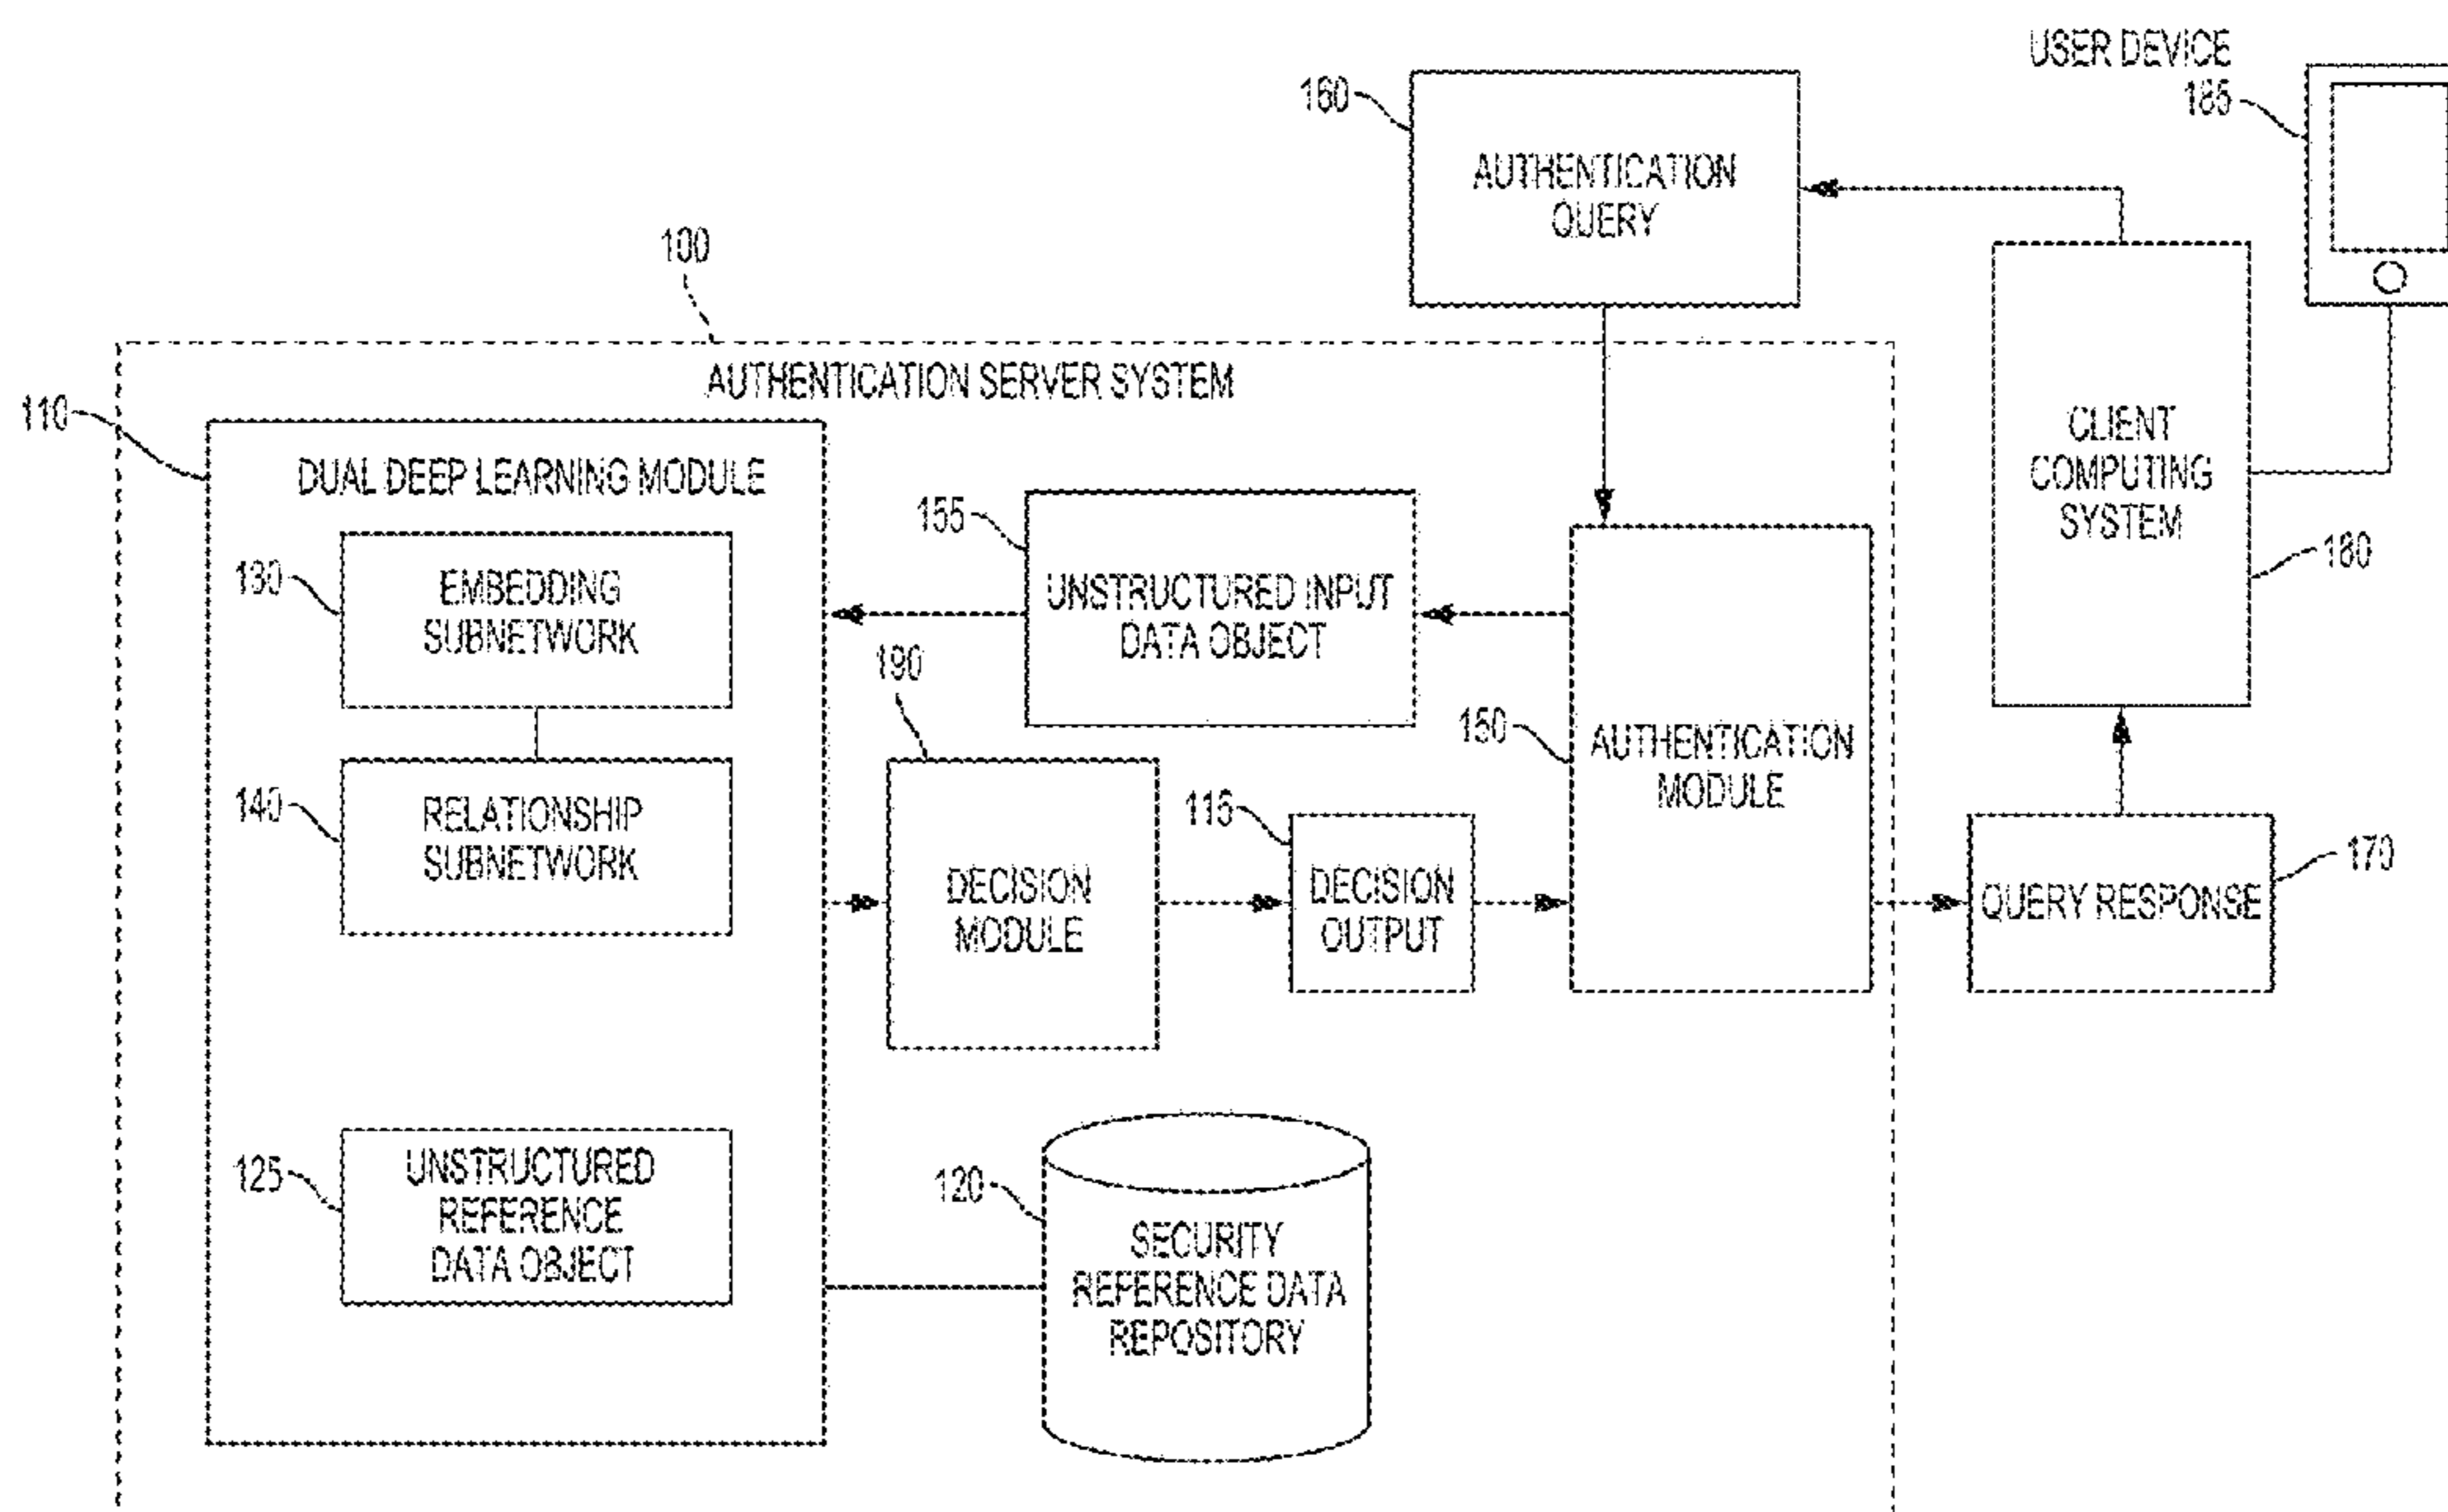 USER DEVICE
185
160
AUTHENTICATION
QUERY
100
AUTHENTICATION SERVER SYSTEM
110
DUAL DEEP LEARNING MODULE
CLIENT
COMPUTING
SYSTEM
180
155
UNSTRUCTURED INPUT
DATA OBJECT
130
EMBEDDING
SUBNETWORK
190
150
AUTHENTICATION
MODULE
140
RELATIONSHIP
SUBNETWORK
DECISION
MODULE
DECISION
OUTPUT
QUERY RESPONSE
170
125
UNSTRUCTURED
REFERENCE
DATA OBJECT
120
SECURITY
REFERENCE DATA
REPOSITORY